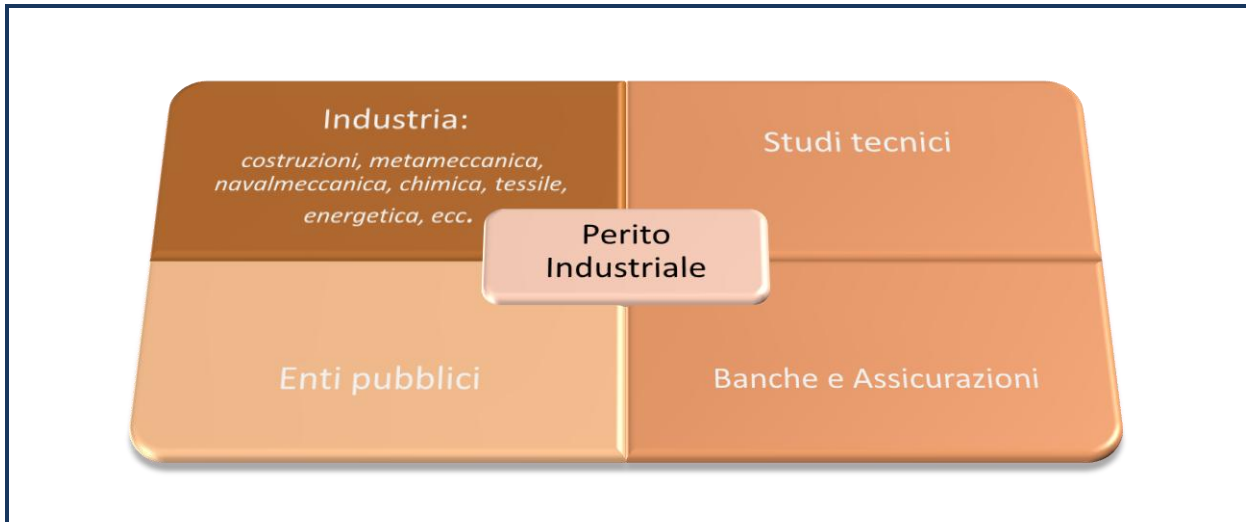 Industria:
costruzioni, metameccanica,
navalmeccanica, chimica, tessile,
energetica, ecc.
Studi tecnici
Perito
Industriale
Enti pubblici
Banche e Assicurazioni